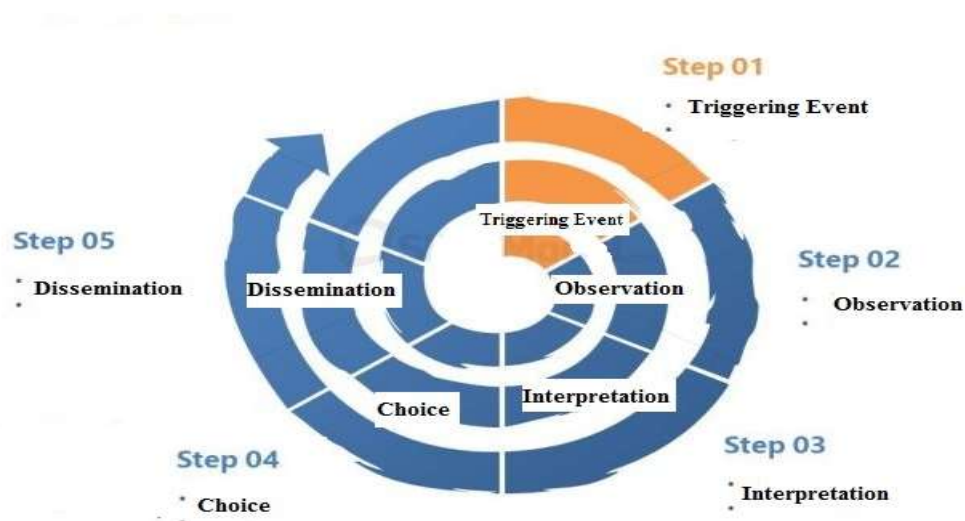 Step 01
Triggering Event
Triggering Event
Step 05
Dissemination
Dissemination
Observation
Step 02
Observation
Choice
Interpretation
Step 04
Choice
Step 03
Interpretation